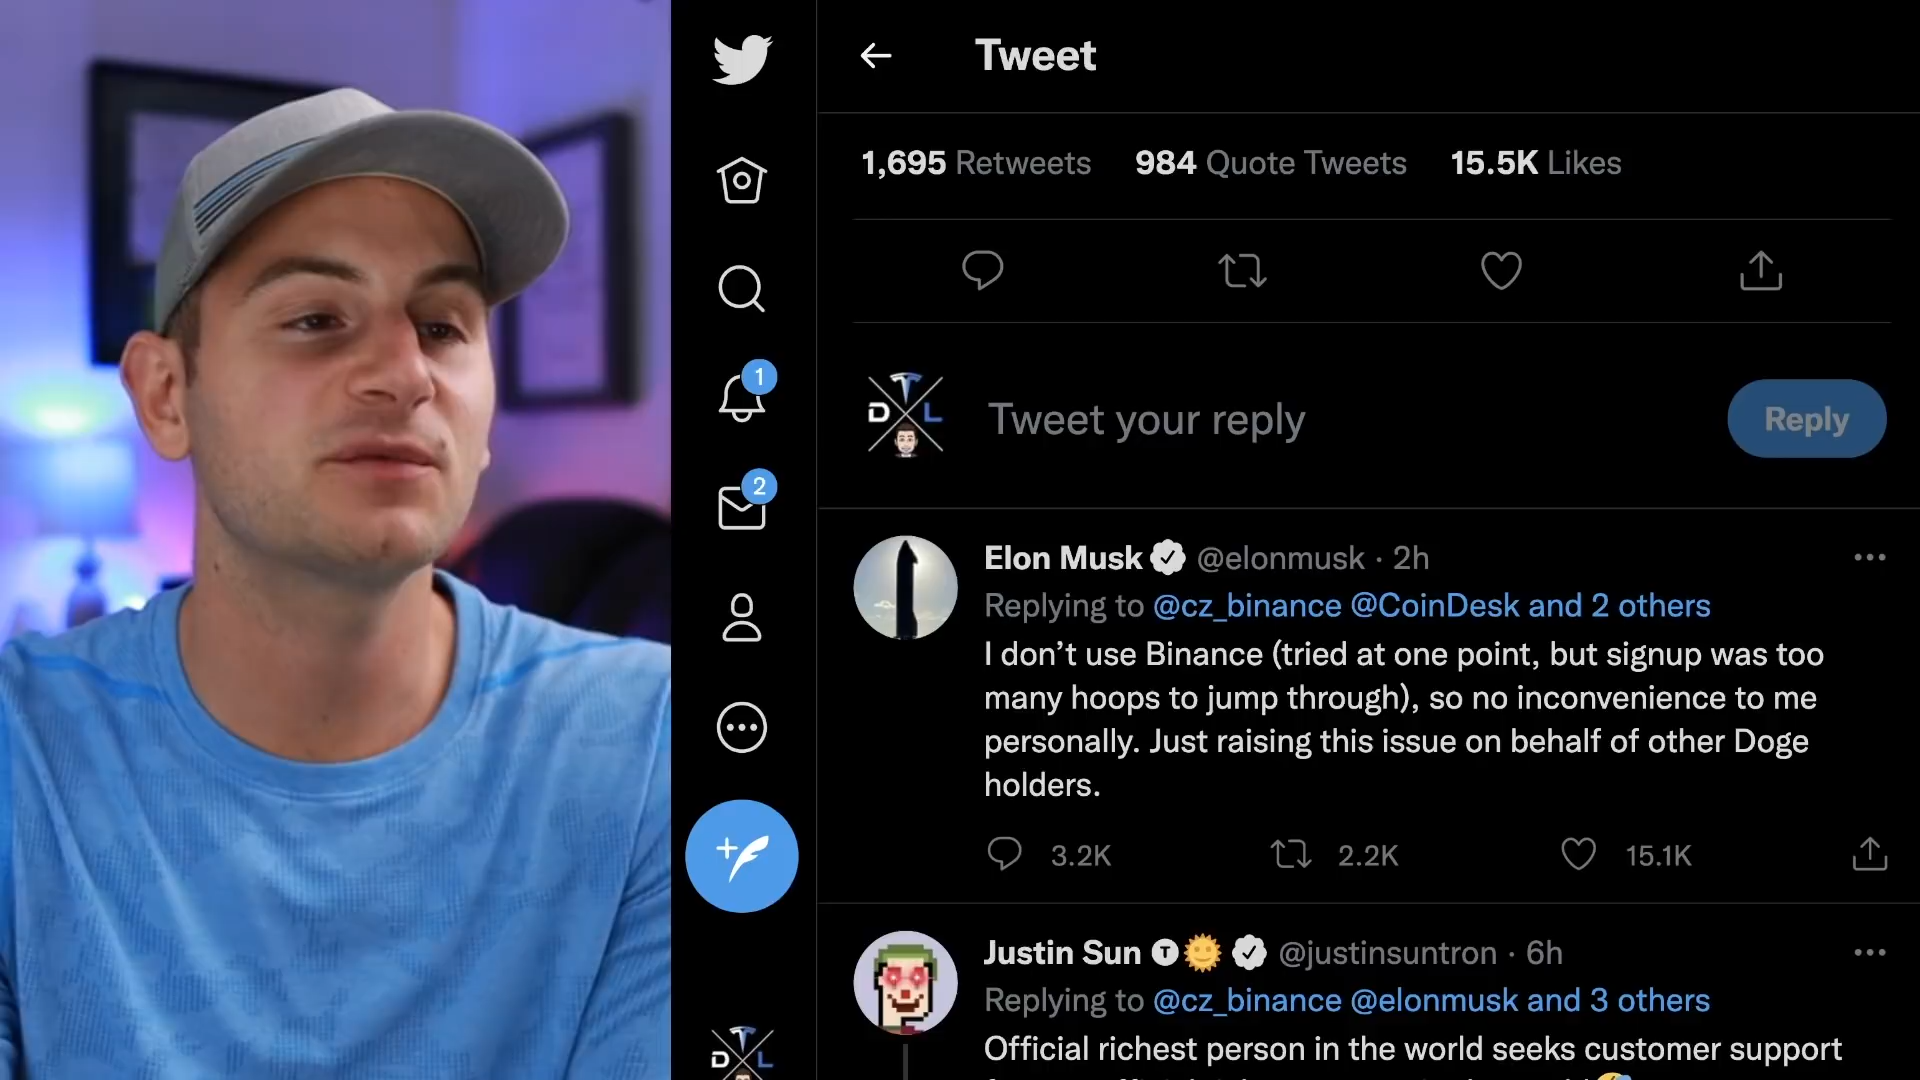 Tweet
1,695 Retweets 984 Quote Tweets 15.5K Likes
D L
Tweet your reply
Reply
1
2
Elon Musk @elonmusk · 2h
Replying to @cz_binance @CoinDesk and 2 others
I don’t use Binance (tried at one point, but signup was too
many hoops to jump through), so no inconvenience to me
personally. Just raising this issue on behalf of other Doge
holders.
3.2K 2.2K 15.1K
Justin Sun T🌞 @justinsuntron · 6h
Replying to @cz_binance @elonmusk and 3 others
Official richest person in the world seeks customer support
D L